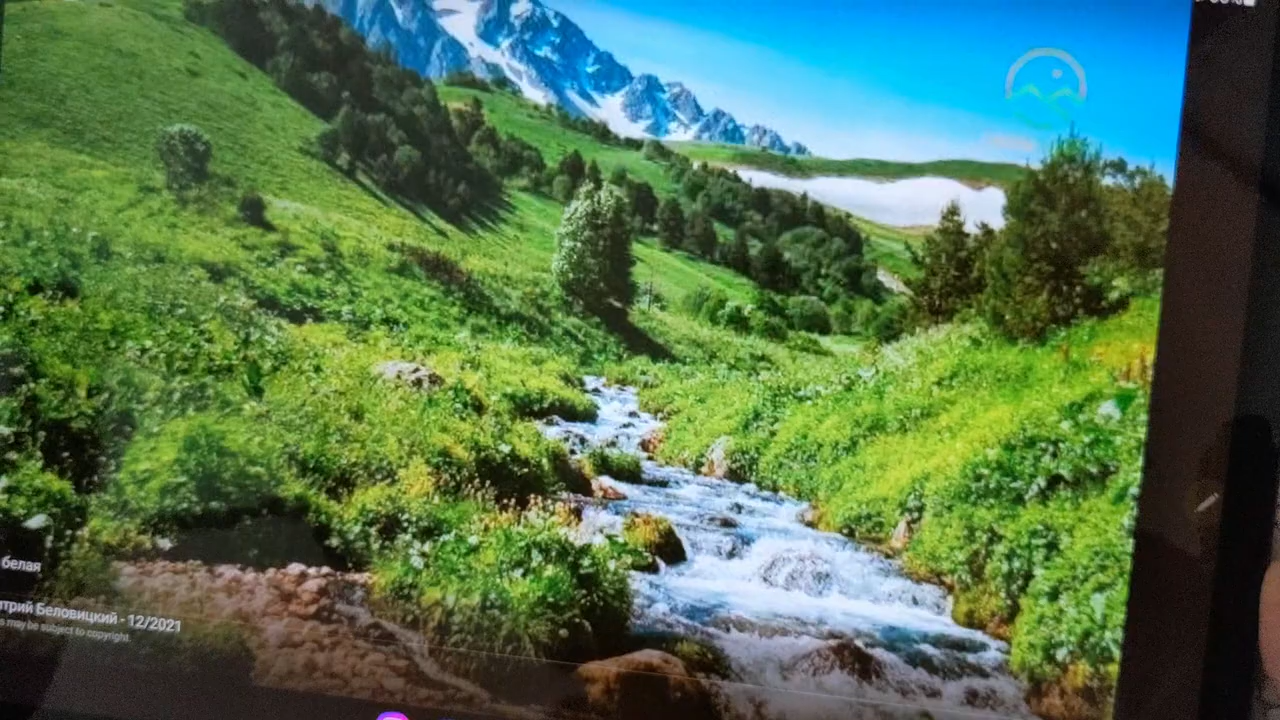 белая
трий Беловицкий - 12/2021
s may be subject to copyright.